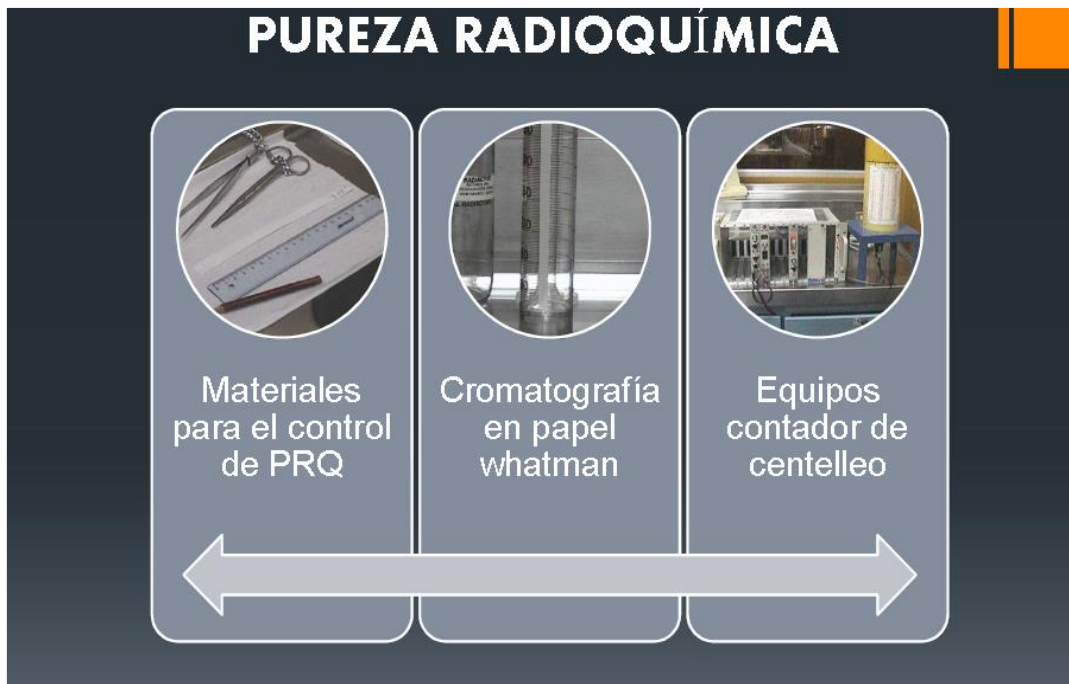 PUREZA RADIOQUÍMICA
Materiales
para el control
de PRQ
Cromatografía
en papel
whatman
Equipos
contador de
centelleo